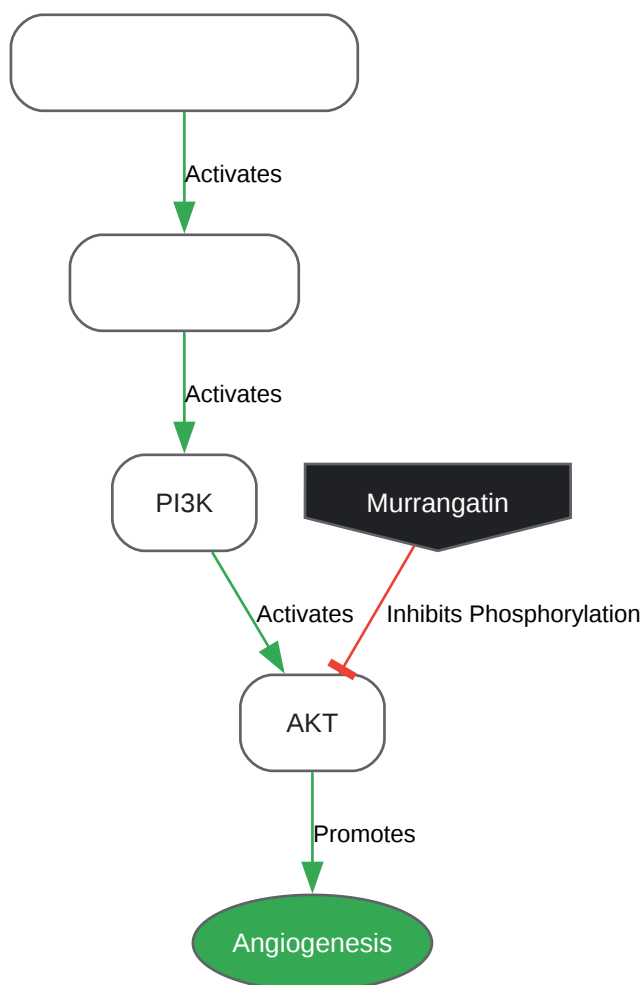 Activates
Activates
PI3K
Murrangatin
Activates
Inhibits Phosphorylation
AKT
Promotes
Angiogenesis